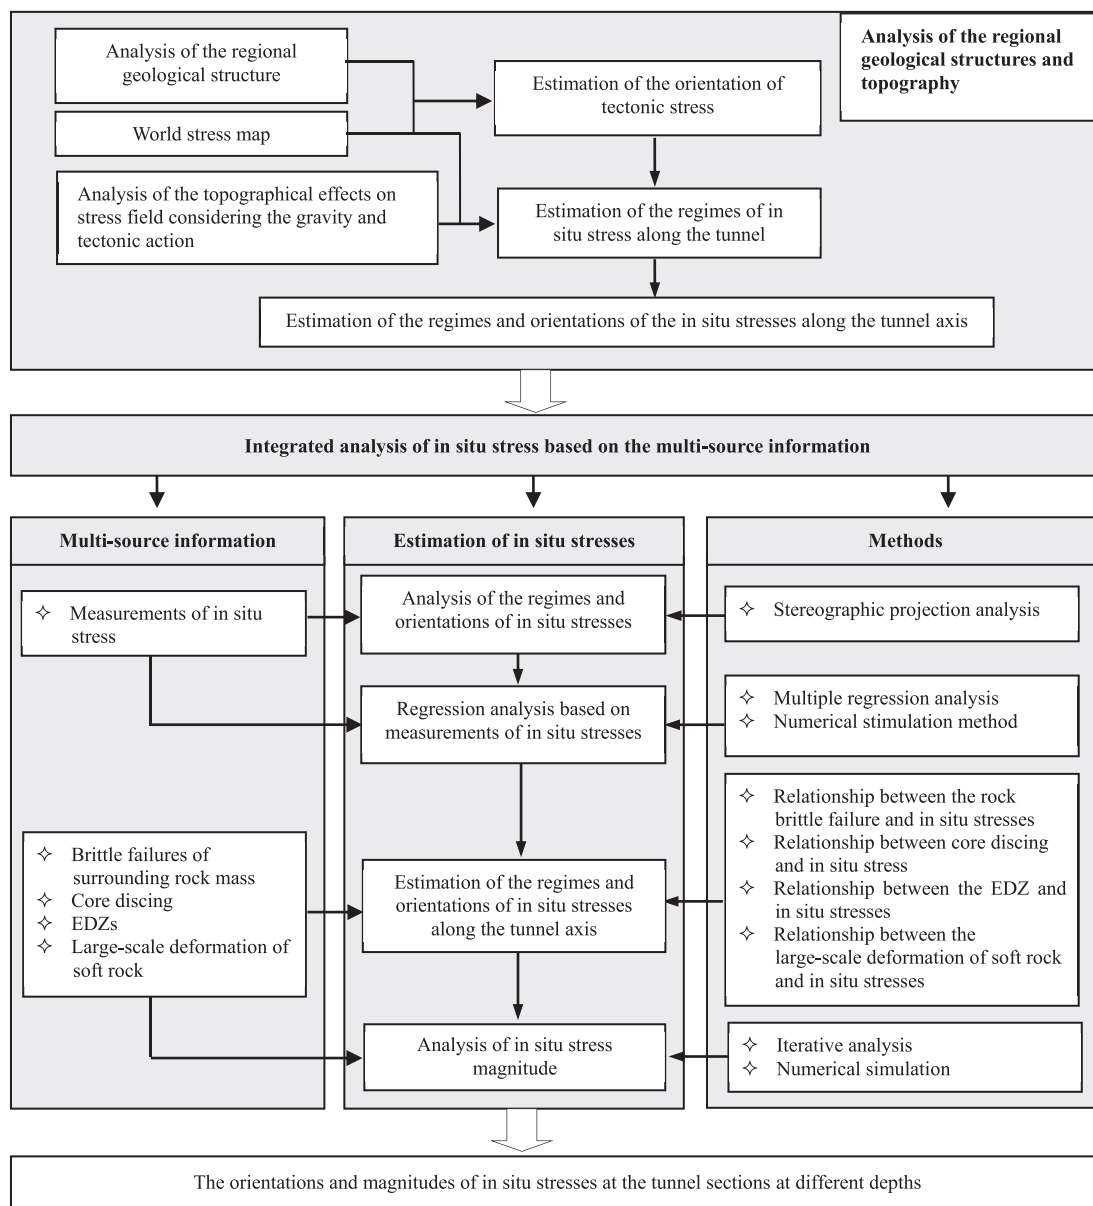 Analysis of the regional
geological structure
World stress map
Analysis of the topographical effects on
stress field considering the gravity and
tectonic action
Estimation of the orientation of
tectonic stress
Estimation of the regimes of in
situ stress along the tunnel
Analysis of the regional
geological structures and
topography
Estimation of the regimes and orientations of the in situ stresses along the tunnel axis
Integrated analysis of in situ stress based on the multi-source information
Multi-source information
✧ Measurements of in situ
stress
✧ Brittle failures of
surrounding rock mass
✧ Core discing
✧ EDZs
✧ Large-scale deformation of
soft rock
Estimation of in situ stresses
Analysis of the regimes and
orientations of in situ stresses
Regression analysis based on
measurements of in situ stresses
Estimation of the regimes and
orientations of in situ stresses
along the tunnel axis
Analysis of in situ stress
magnitude
Methods
✧ Stereographic projection analysis
✧ Multiple regression analysis
✧ Numerical stimulation method
✧ Relationship between the rock
brittle failure and in situ stresses
✧ Relationship between core discing
and in situ stress
✧ Relationship between the EDZ and
in situ stresses
✧ Relationship between the
large-scale deformation of soft rock
and in situ stresses
✧ Iterative analysis
✧ Numerical simulation
The orientations and magnitudes of in situ stresses at the tunnel sections at different depths